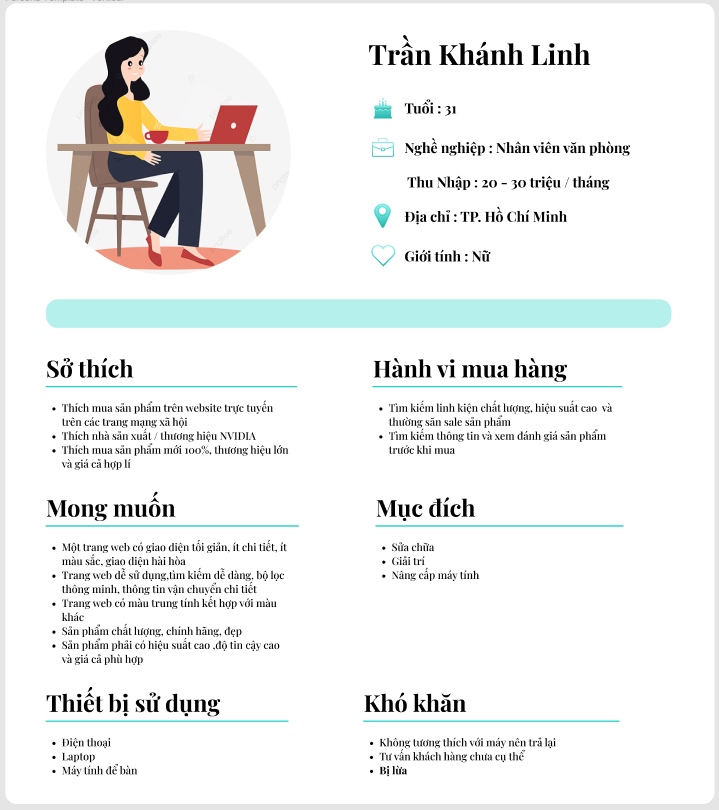 Trần Khánh Linh
Tuổi : 31
Nghề nghiệp : Nhân viên văn phòng
Thu Nhập : 20 - 30 triệu / tháng
Địa chỉ : TP. Hồ Chí Minh
Giới tính : Nữ
Sở thích
• Thích mua sản phẩm trên website trực tuyến
trên các trang mạng xã hội
• Thích nhà sản xuất / thương hiệu NVIDIA
• Thích mua sản phẩm mới 100%, thương hiệu lớn
và giá cả hợp lí
Hành vi mua hàng
• Tìm kiếm linh kiện chất lượng, hiệu suất cao và
thường săn sale sản phẩm
• Tìm kiếm thông tin và xem đánh giá sản phẩm
trước khi mua
Mong muốn
• Một trang web có giao diện tối giản, ít chi tiết, ít
màu sắc, giao diện hài hòa
• Trang web dễ sử dụng,tìm kiếm dễ dàng, bộ lọc
thông minh, thông tin vận chuyển chi tiết
• Trang web có màu trung tính kết hợp với màu
khác
• Sản phẩm chất lượng, chính hãng, đẹp
• Sản phẩm phải có hiệu suất cao ,độ tin cậy cao
và giá cả phù hợp
Mục đích
• Sửa chữa
• Giải trí
• Nâng cấp máy tính
Thiết bị sử dụng
• Điện thoại
• Laptop
• Máy tính để bàn
Khó khăn
• Không tương thích với máy nên trả lại
• Tư vấn khách hàng chưa cụ thể
• Bị lừa